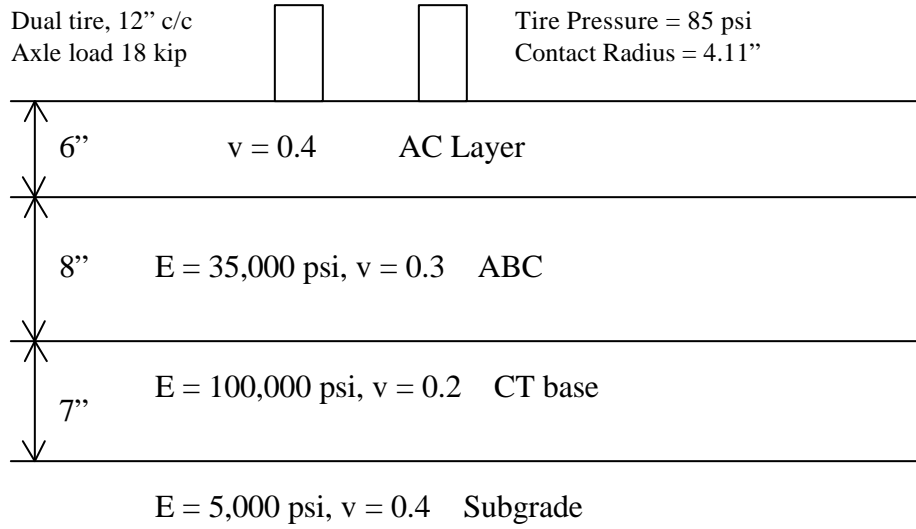 Dual tire, 12” c/c
Axle load 18 kip
Tire Pressure = 85 psi
Contact Radius = 4.11”
6” v = 0.4 AC Layer
8” E = 35,000 psi, v = 0.3 ABC
E = 100,000 psi, v = 0.2 CT base
7”
E = 5,000 psi, v = 0.4 Subgrade